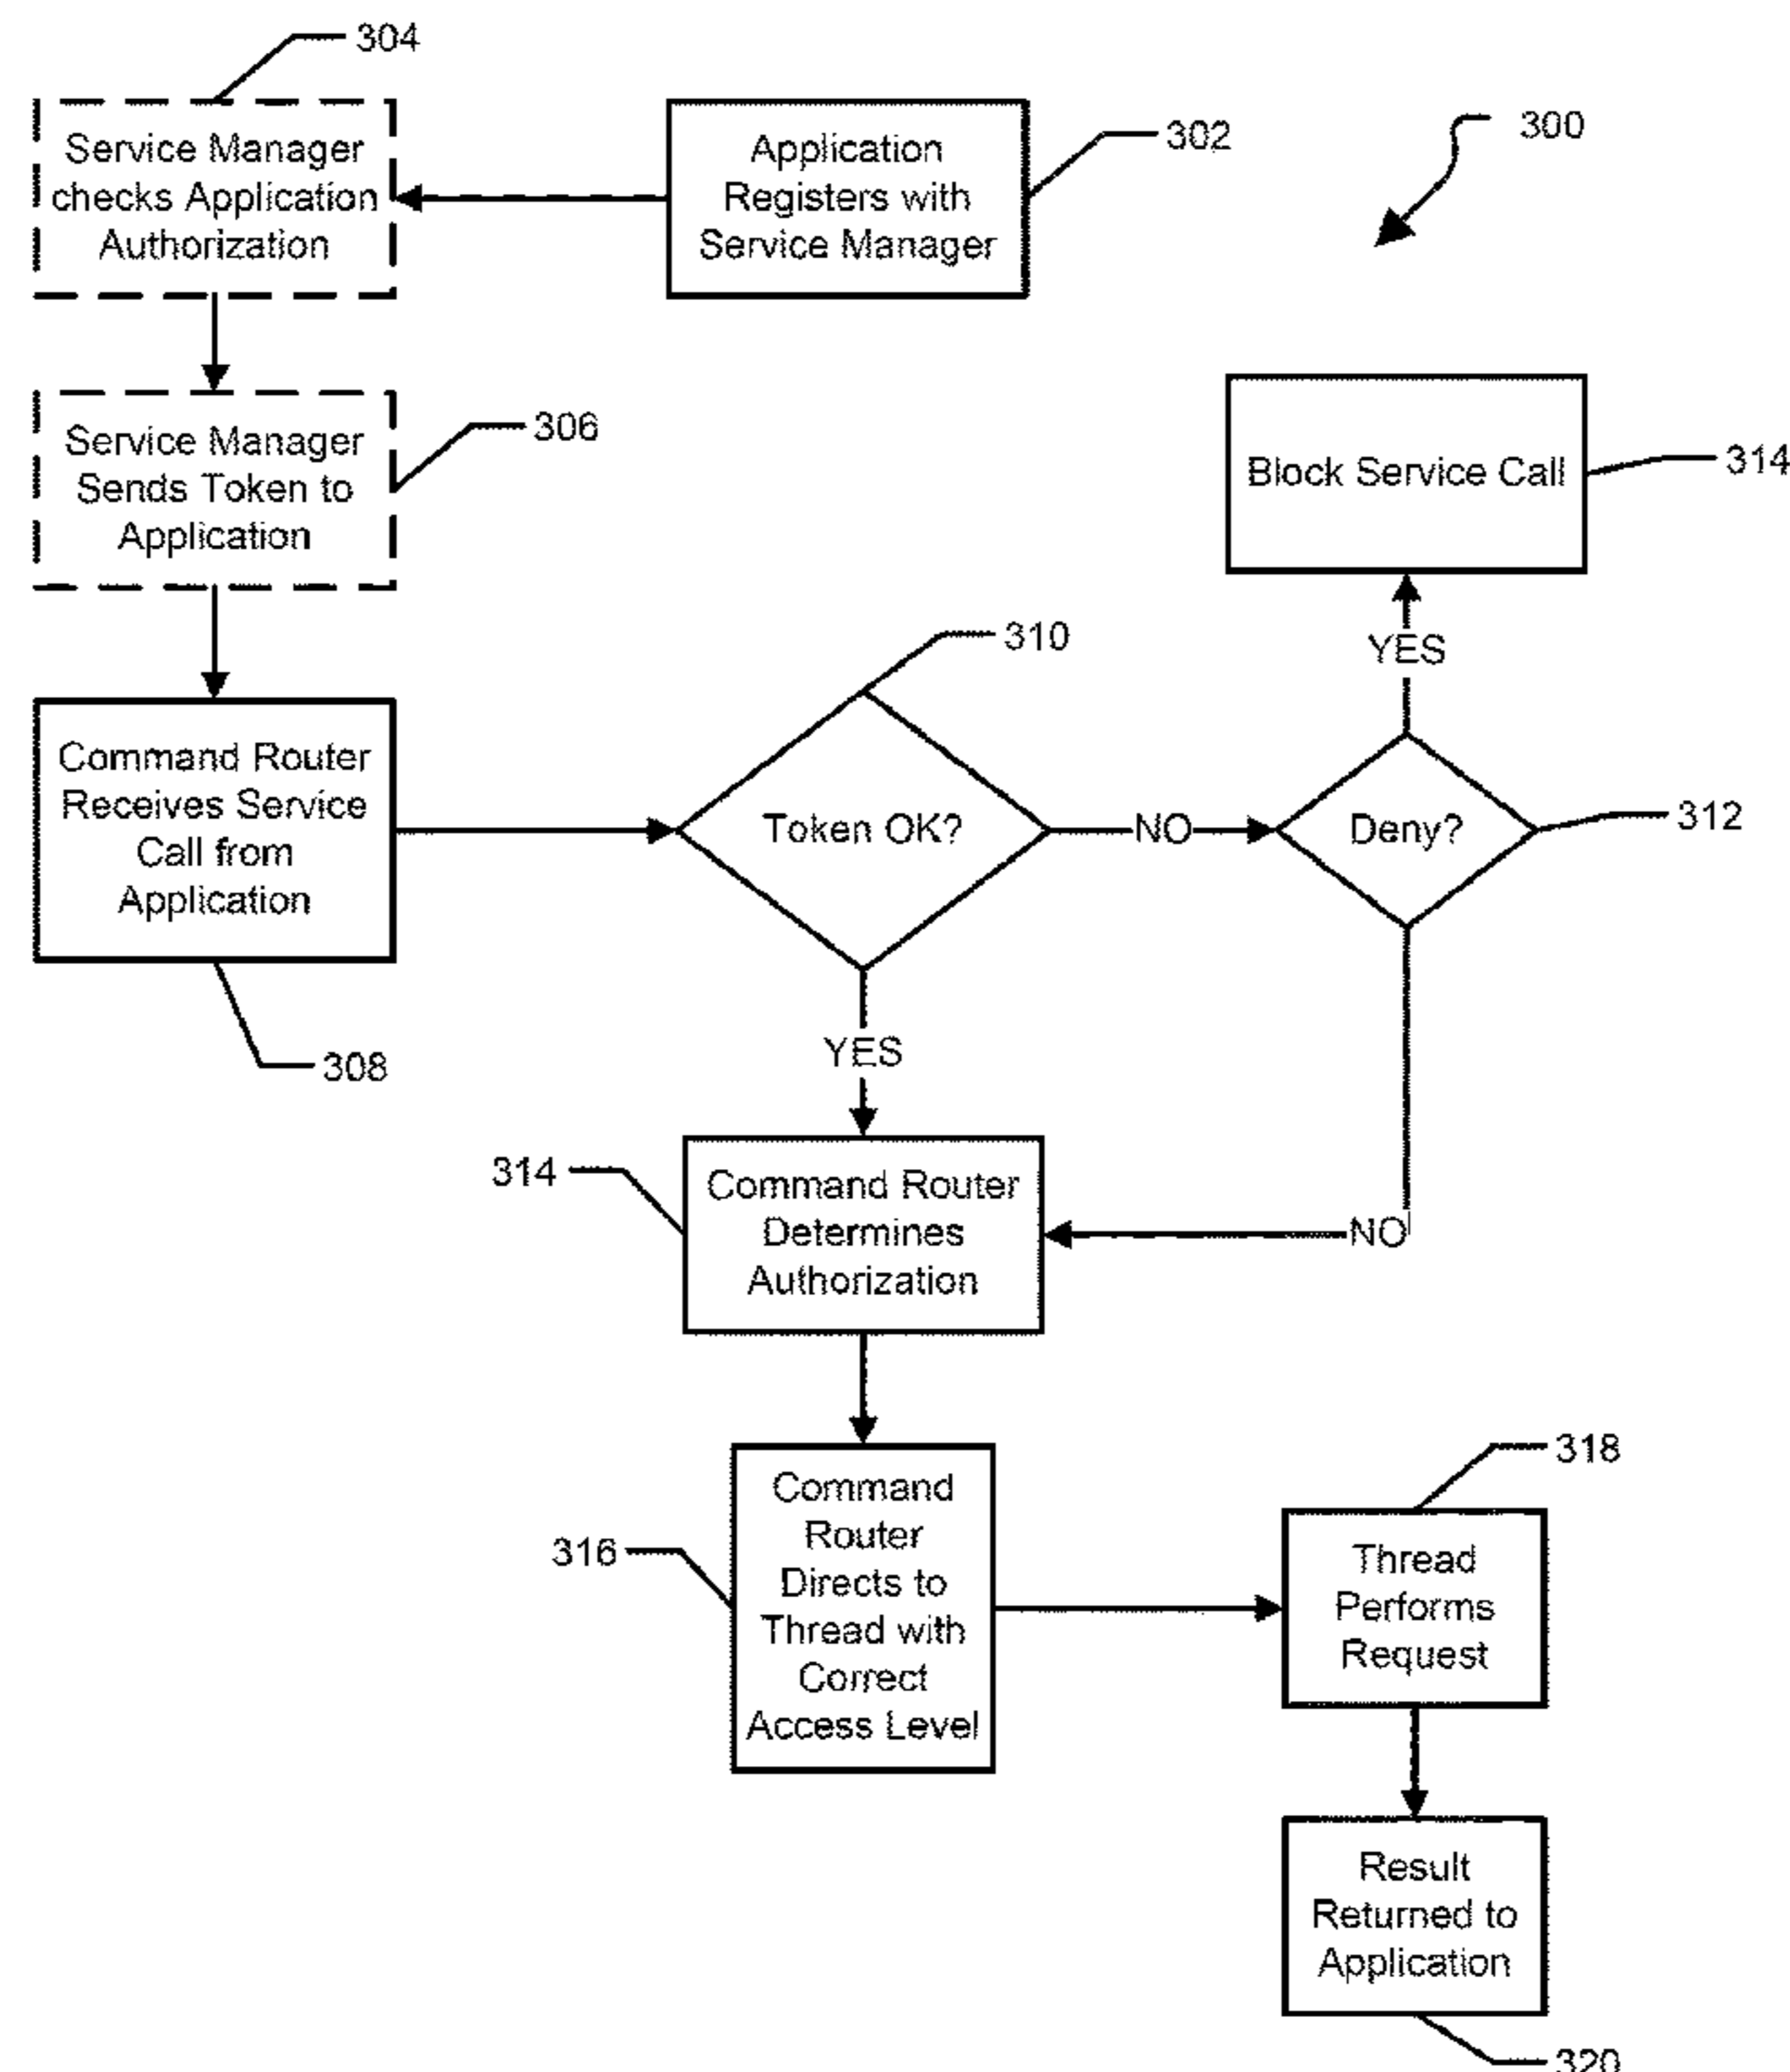 304
Service Manager
checks Application
Authorization
Application
Registers with
Service Manager
302
300
Service Manager
Sends Token to
Application
306
Block Service Call
314
310
YES
Command Router
Receives Service
Call from
Application
Token OK?
NO
Deny?
312
308
YES
314
Command Router
Determines
Authorization
NO
316
Command
Router
Directs to
Thread with
Correct
Access Level
318
Thread
Performs
Request
Result
Returned to
Application
320